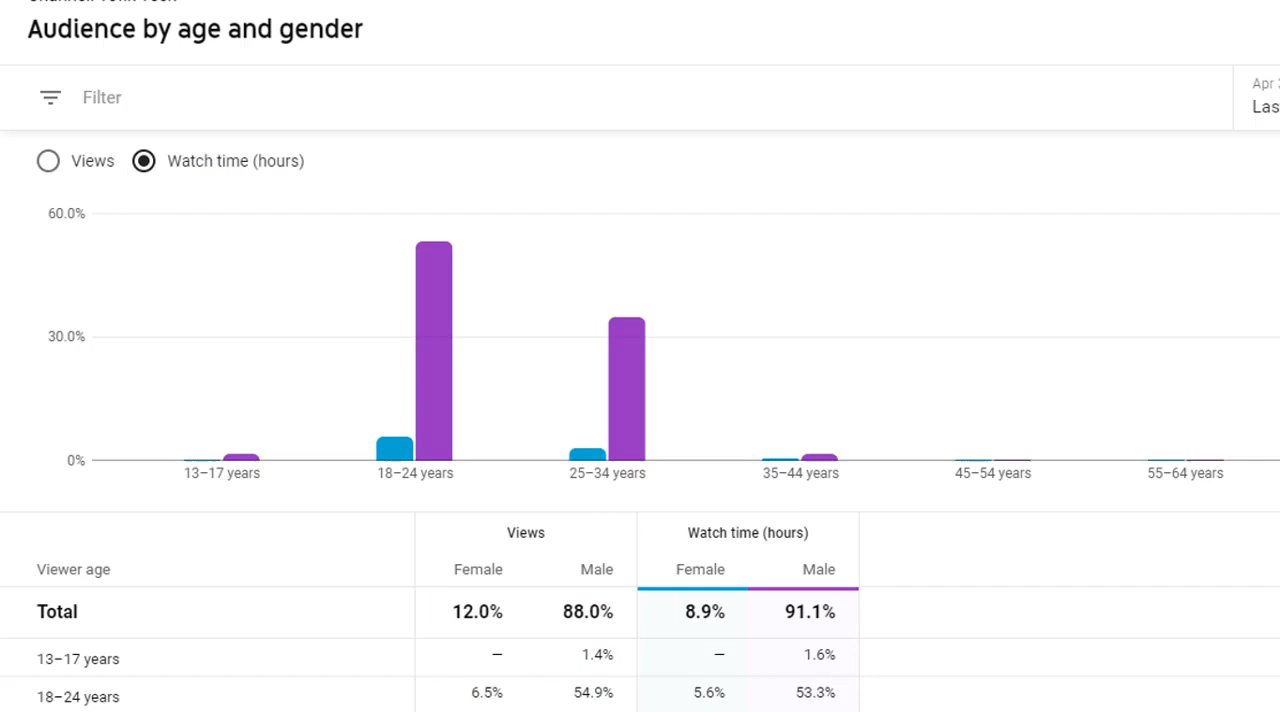 Audience by age and gender
Filter
Apr
Las
Views Watch time (hours)
60.0%
30.0%
0%
13–17 years 18–24 years 25–34 years 35–44 years 45–54 years 55–64 years
Views Watch time (hours)
Viewer age Female Male Female Male
Total 12.0% 88.0% 8.9% 91.1%
13–17 years — 1.4% — 1.6%
18–24 years 6.5% 54.9% 5.6% 53.3%